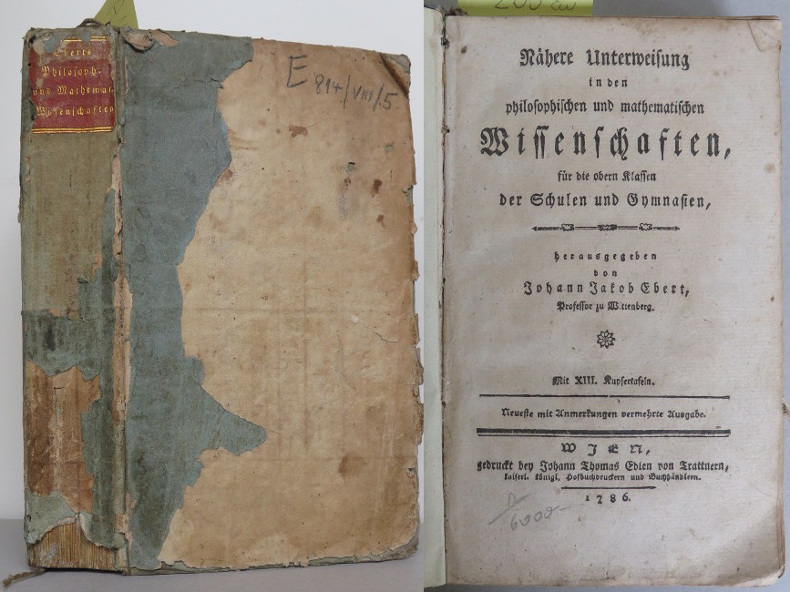 Eberts
Philosoph.
und Mathemat.
Wissenschaften
E 814/VIII/.5
Nähere Unterweisung
in den
philosophischen und mathematischen
Wissenschaften,
für die obern Klassen
der Schulen und Gymnasien,
herausgegeben
von
Johann Jakob Ebert,
Professor zu Wittenberg.
Mit XIII. Kupfertafeln.
Neueste mit Anmerkungen vermehrte Ausgabe.
WIEN,
gedruckt bey Johann Thomas Edlen von Trattnern,
kaiserl. königl. Hofbuchdruckern und Buchhändlern.
1786.